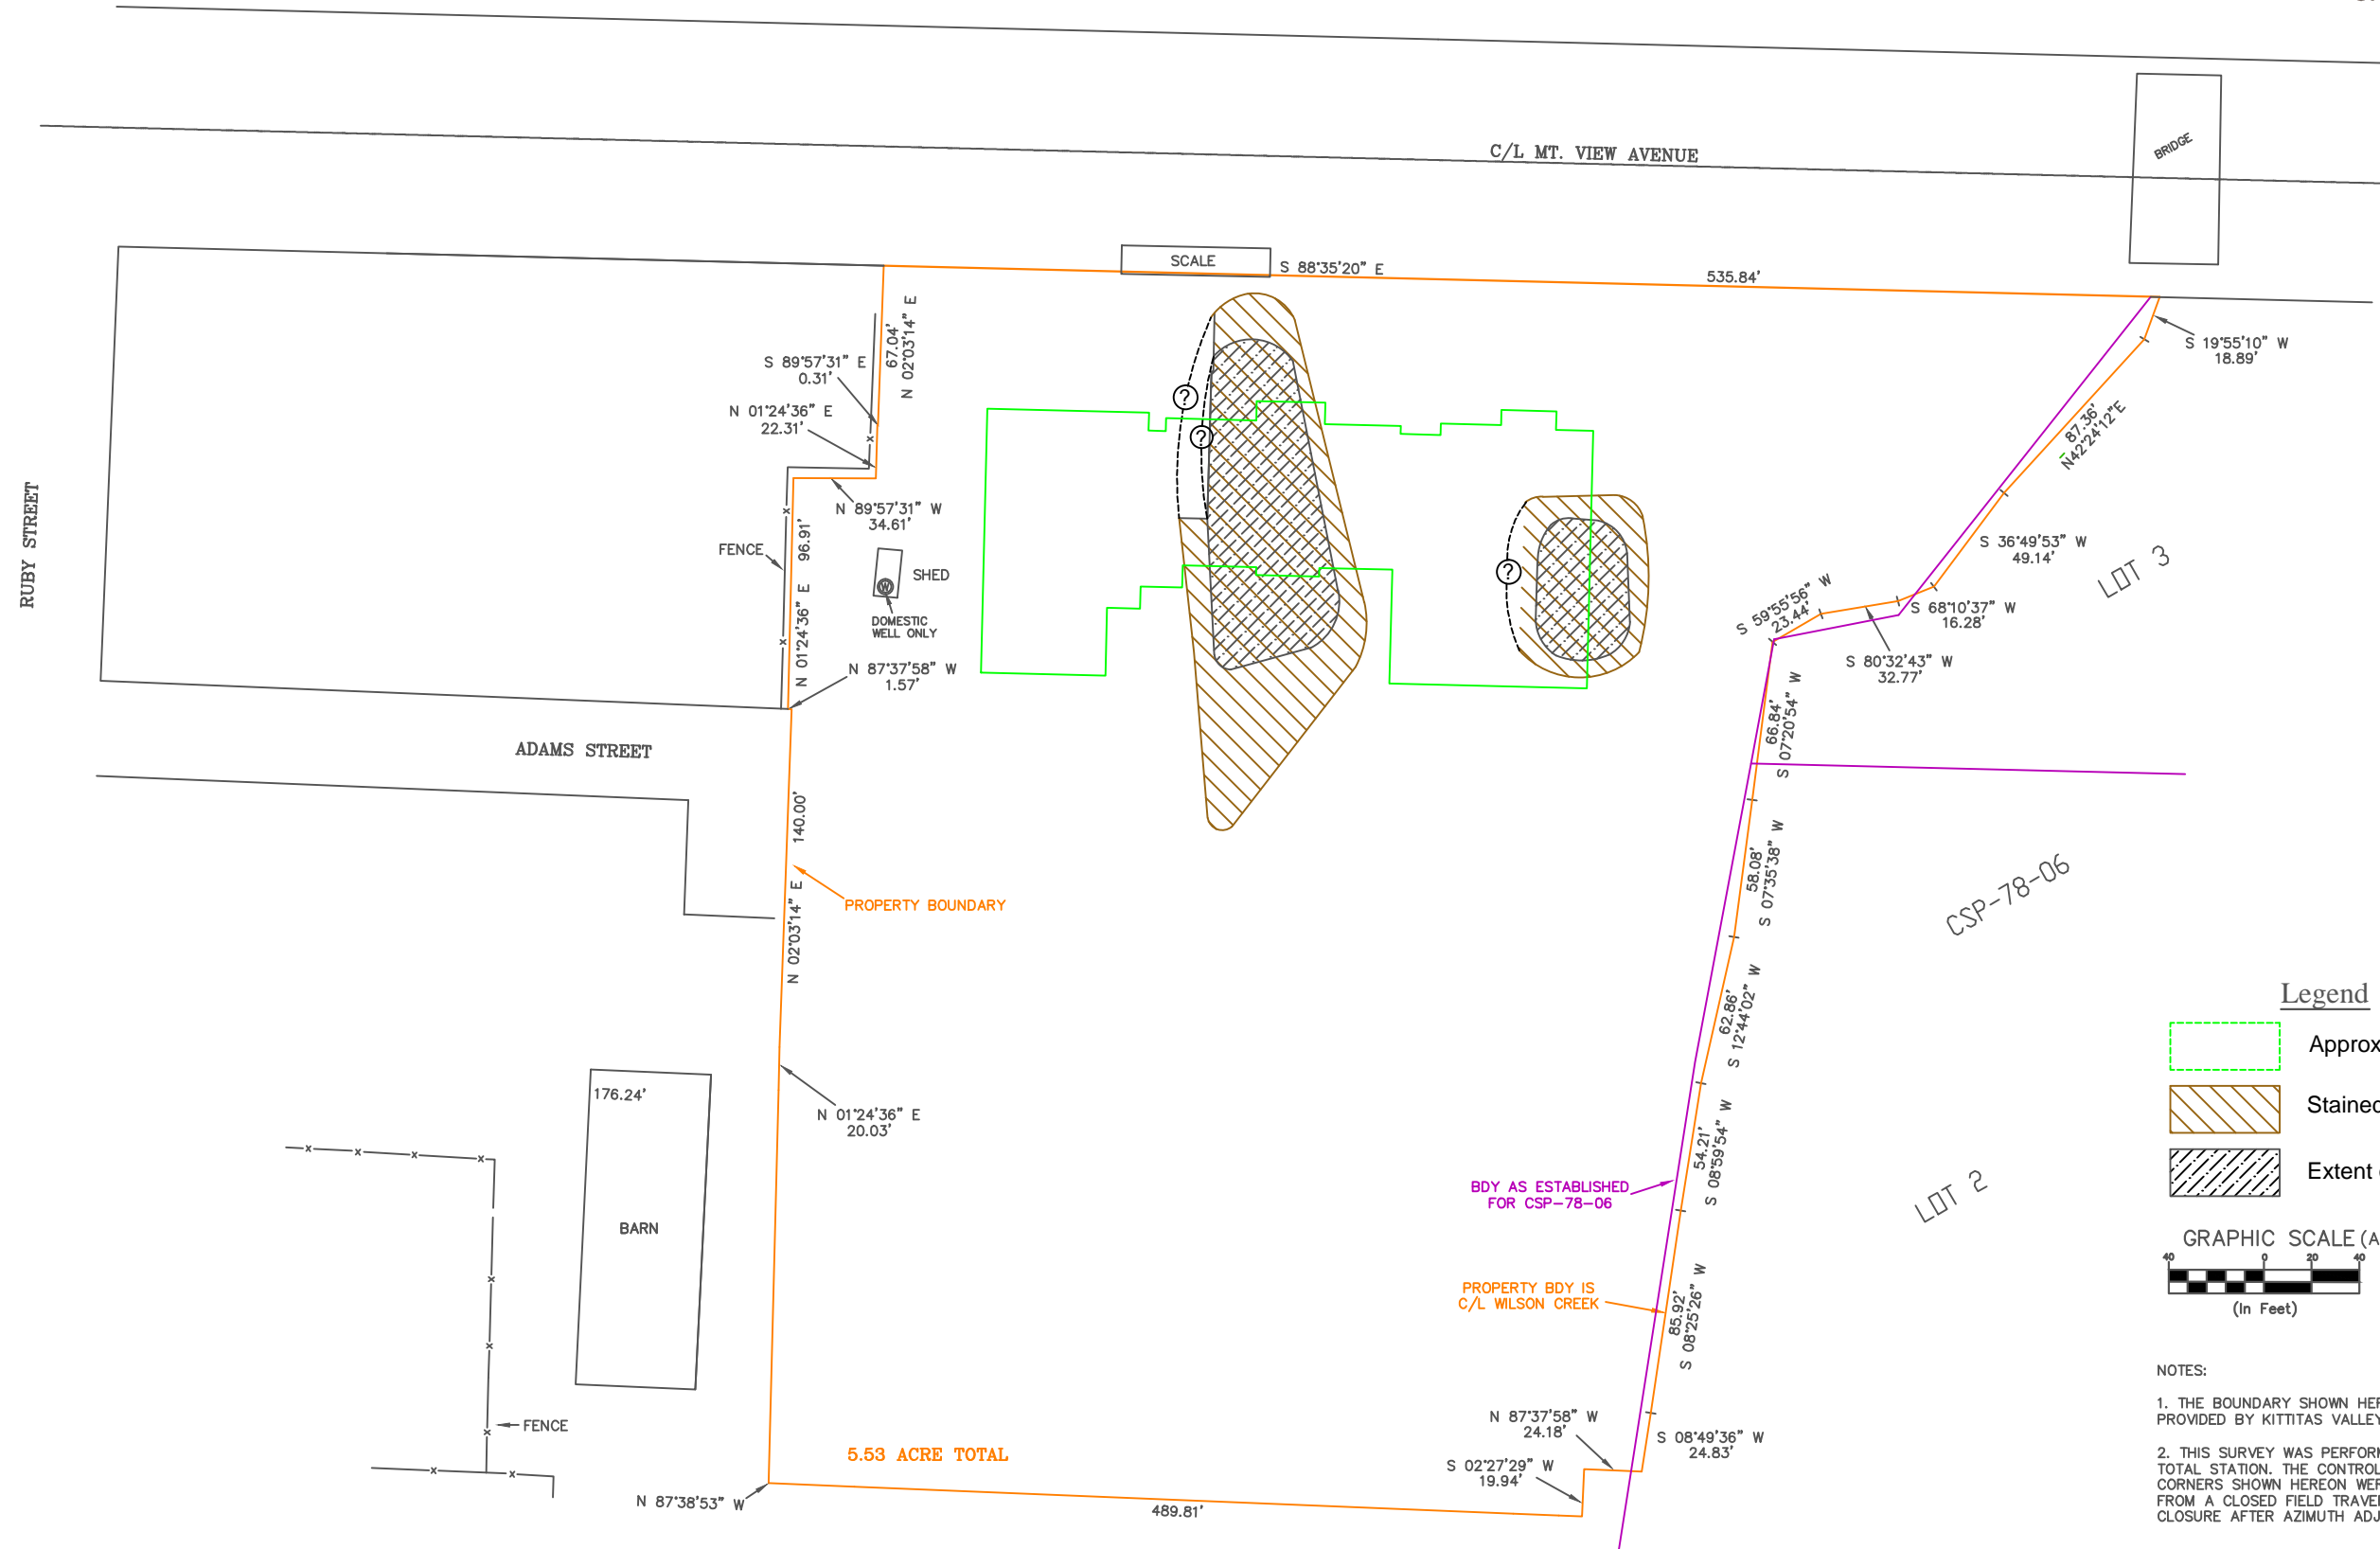 C/L MT. VIEW AVENUE
BRIDGE
SCALE
S 88°35'20" E
535.84'
67.04'
N 02°03'14" E
S 89°57'31" E
0.31'
N 01°24'36" E
22.31'
S 19°55'10" W
18.89'
87.36'
N42°24'12"E
RUBY STREET
N 89°57'31" W
34.61'
FENCE
N 01°24'36" E 96.91'
SHED
W
DOMESTIC
WELL ONLY
?
?
?
S 36°49'53" W
49.14'
LOT 3
S 59°55'56" W
23.44'
S 68°10'37" W
16.28'
S 80°32'43" W
32.77'
N 87°37'58" W
1.57'
66.84'
S 07°20'54" W
ADAMS STREET
140.00'
N 02°03'14" E
PROPERTY BOUNDARY
58.08'
S 07°35'38" W
CSP-78-06
62.86'
S 12°44'02" W
Legend
Approx
Stained
Extent
176.24'
N 01°24'36" E
20.03'
54.21'
S 08°59'54" W
BDY AS ESTABLISHED
FOR CSP-78-06
LOT 2
BARN
GRAPHIC SCALE (A
40 0 20 40
(In Feet)
PROPERTY BDY IS
C/L WILSON CREEK
85.92'
S 08°25'26" W
FENCE
5.53 ACRE TOTAL
N 87°37'58" W
24.18'
S 08°49'36" W
24.83'
S 02°27'29" W
19.94'
N 87°38'53" W
489.81'
NOTES:
1. THE BOUNDARY SHOWN HER
PROVIDED BY KITTITAS VALLEY
2. THIS SURVEY WAS PERFORM
TOTAL STATION. THE CONTROL
CORNERS SHOWN HEREON WER
FROM A CLOSED FIELD TRAVE
CLOSURE AFTER AZIMUTH ADJ